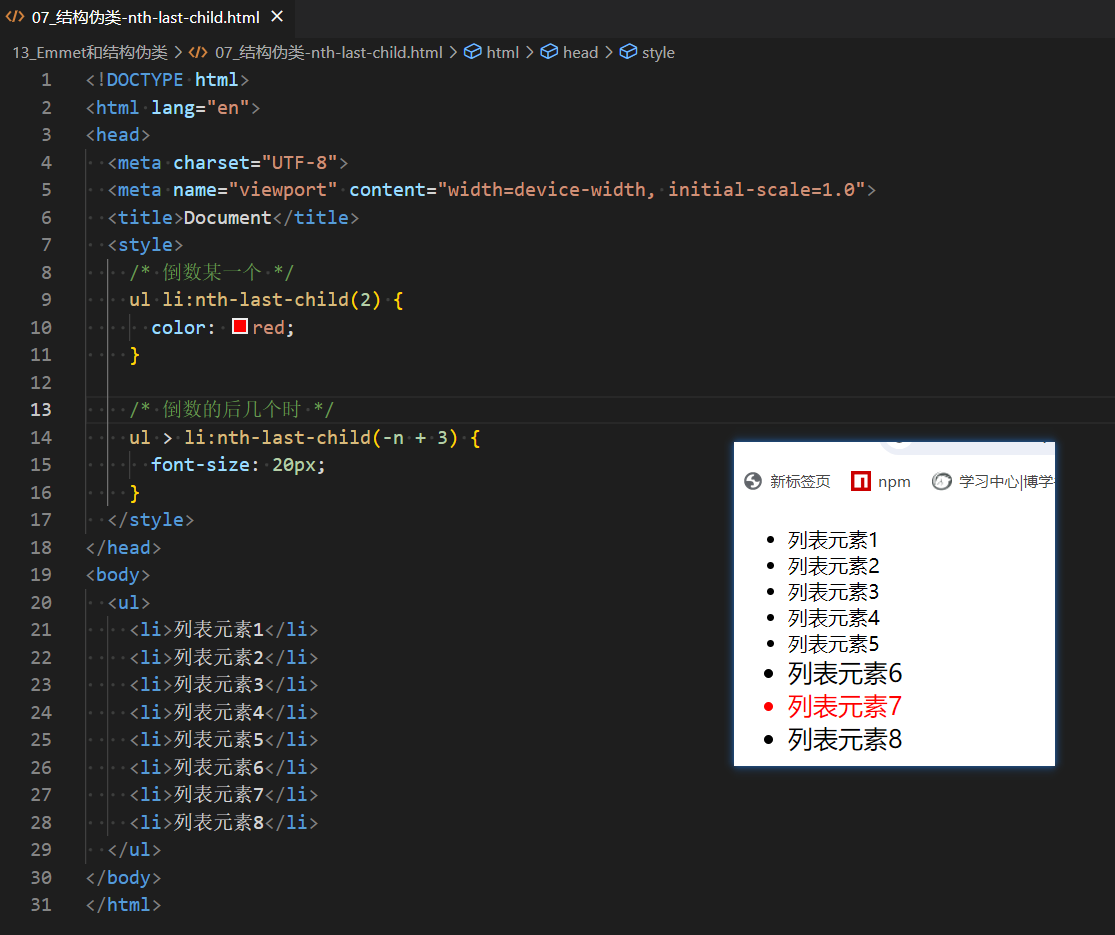 07_结构伪类-nth-last-child.html
13_Emmet和结构伪类 > 07_结构伪类-nth-last-child.html > html > head > style
1 <!DOCTYPE html>
2 <html lang="en">
3 <head>
4 <meta charset="UTF-8">
5 <meta name="viewport" content="width=device-width, initial-scale=1.0">
6 <title>Document</title>
7 <style>
8 /* 倒数某一个 */
9 ul li:nth-last-child(2) {
10 color: red;
11 }
12
13 /* 倒数的后几个时 */
14 ul > li:nth-last-child(-n + 3) {
15 font-size: 20px;
16 }
17 </style>
18 </head>
19 <body>
20 <ul>
21 <li>列表元素1</li>
22 <li>列表元素2</li>
23 <li>列表元素3</li>
24 <li>列表元素4</li>
25 <li>列表元素5</li>
26 <li>列表元素6</li>
27 <li>列表元素7</li>
28 <li>列表元素8</li>
29 </ul>
30 </body>
31 </html>
新标签页 npm 学习中心|博学
列表元素1
列表元素2
列表元素3
列表元素4
列表元素5
列表元素6
列表元素7
列表元素8